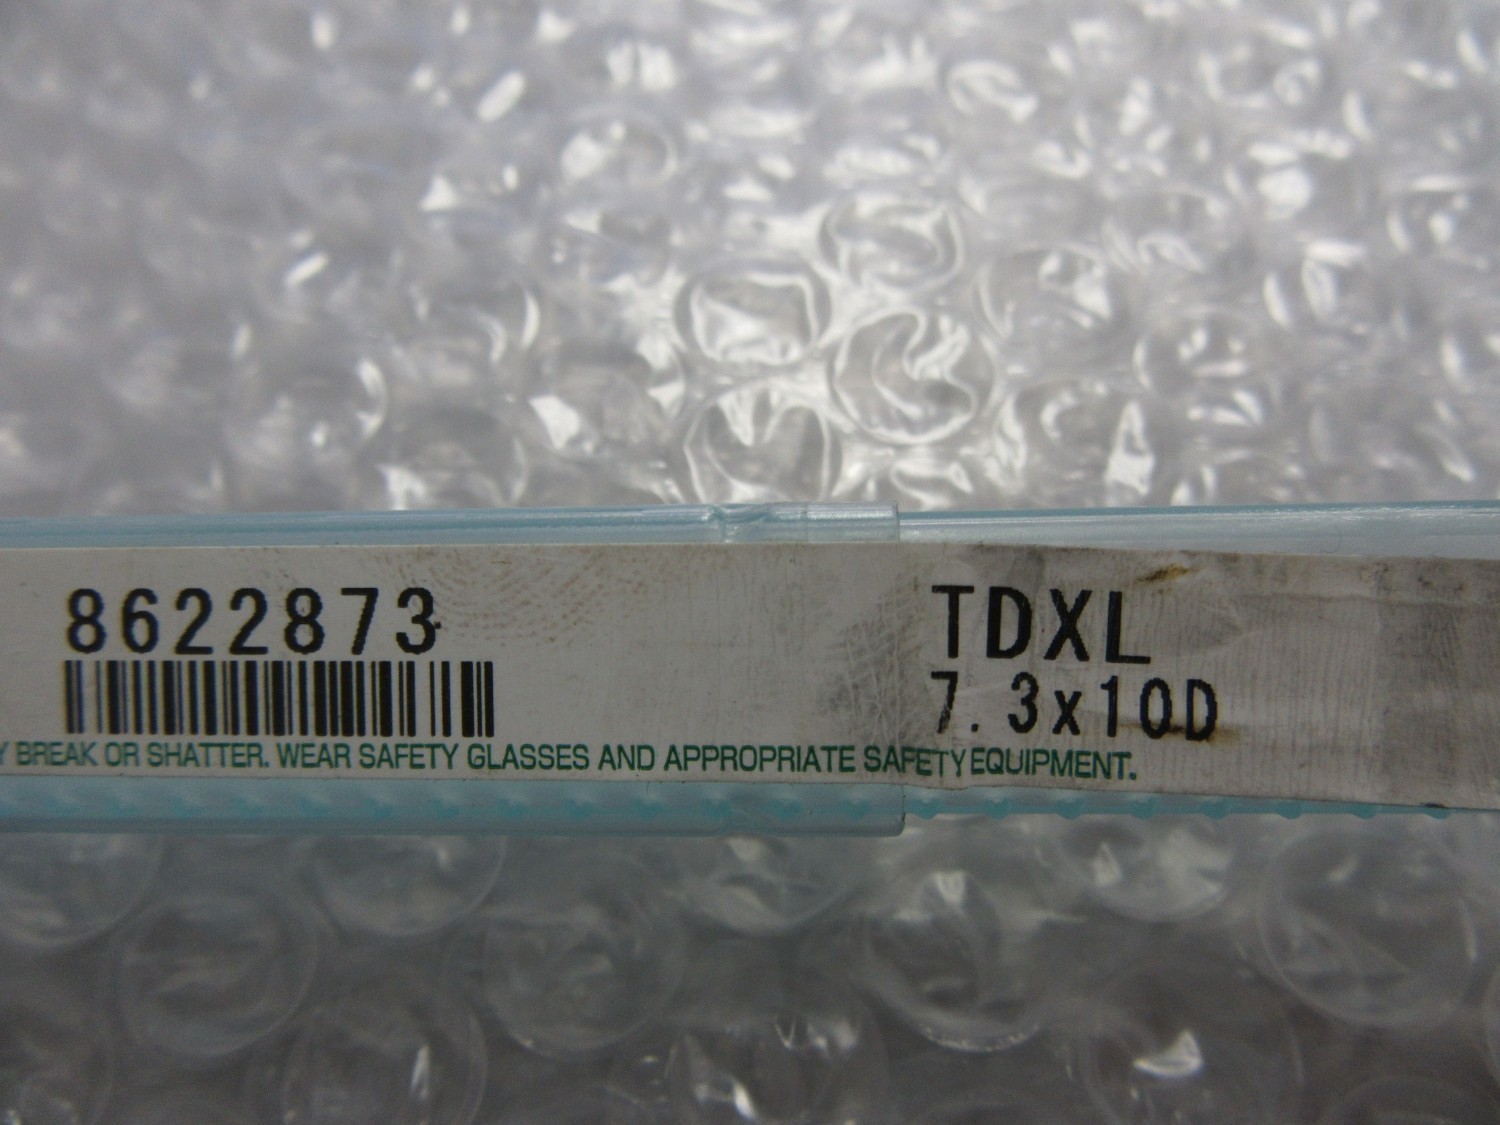 8622873
TDXL
7.3x10D
Y BREAK OR SHATTER. WEAR SAFETY GLASSES AND APPROPRIATE SAFETY EQUIPMENT.